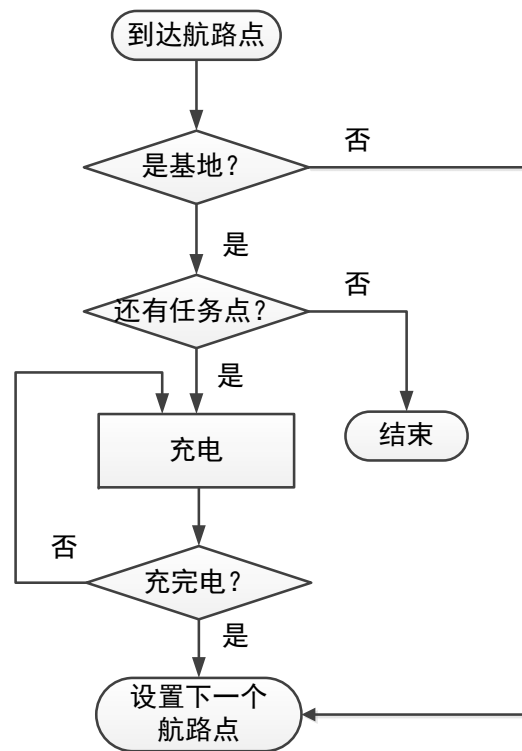 到达航路点
否
是基地？
是
否
还有任务点？
是
充电
结束
否
充完电？
是
设置下一个
航路点